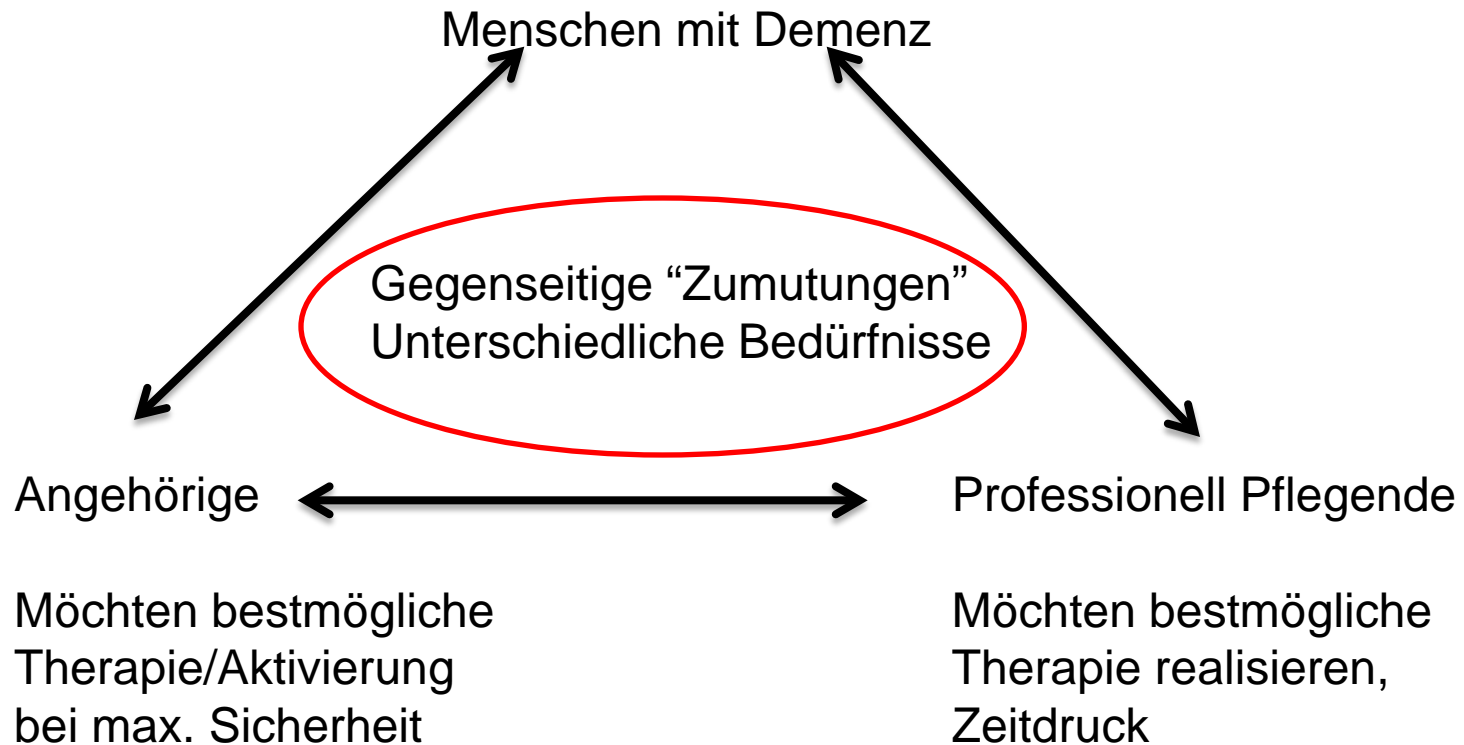 Menschen mit Demenz
Gegenseitige “Zumutungen”
Unterschiedliche Bedürfnisse
Angehörige
Professionell Pflegende
Möchten bestmögliche
Therapie/Aktivierung
bei max. Sicherheit
Möchten bestmögliche
Therapie realisieren,
Zeitdruck